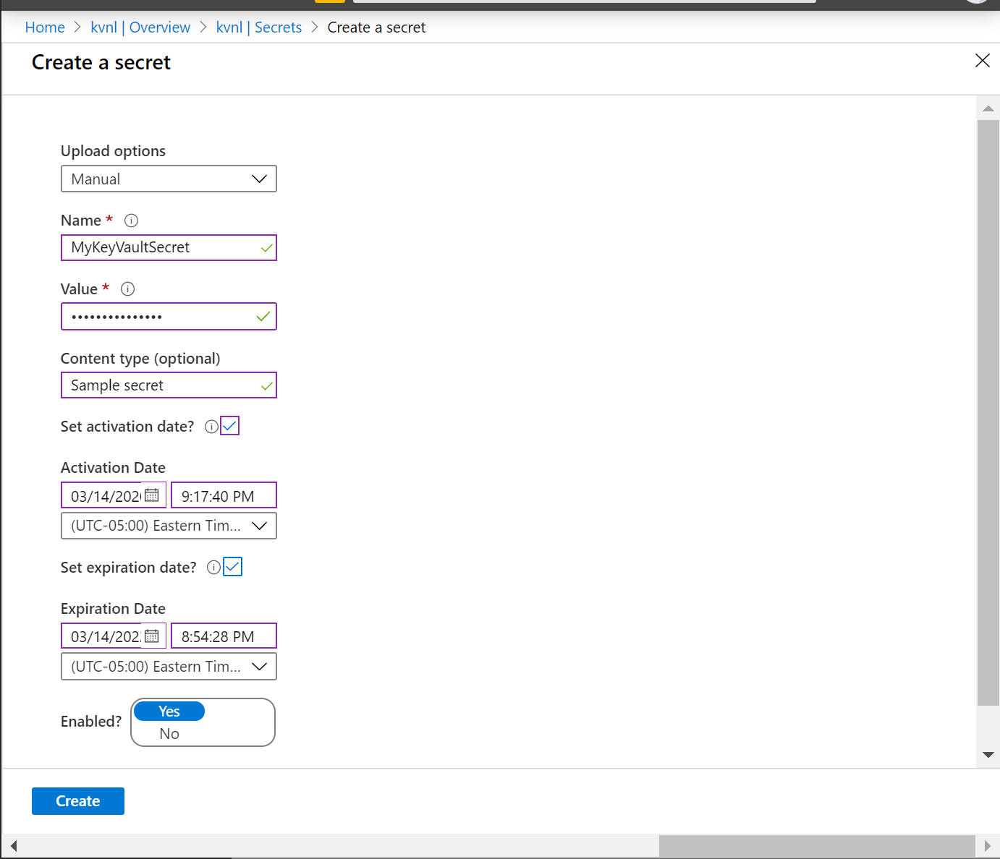 Home > kvnl | Overview > kvnl | Secrets > Create a secret
Create a secret
Upload options
Manual
Name *
MyKeyVaultSecret
Value *
•••••••••••••••
Content type (optional)
Sample secret
Set activation date?
Activation Date
03/14/202 9:17:40 PM
(UTC-05:00) Eastern Tim...
Set expiration date?
Expiration Date
03/14/202 8:54:28 PM
(UTC-05:00) Eastern Tim...
Enabled?
Yes
No
Create